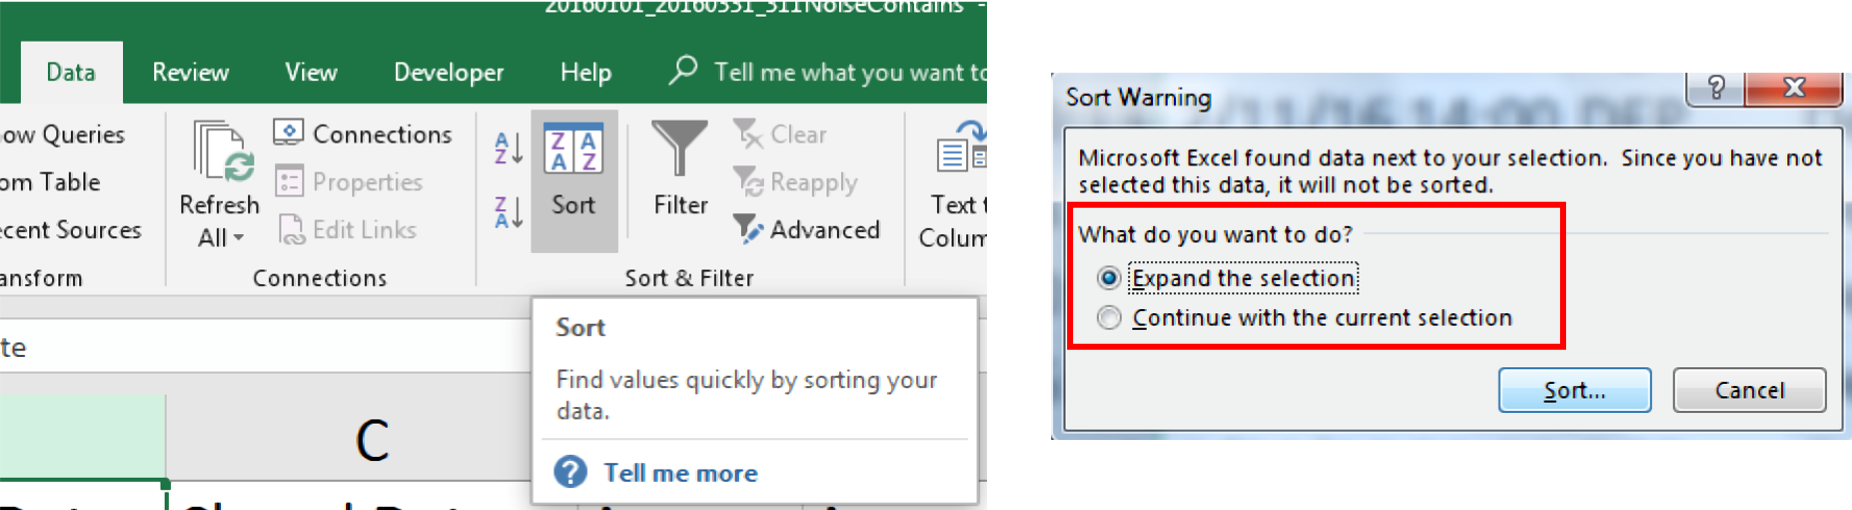 20160101_20160331_311NoiseContains -
Data Review View Developer Help Tell me what you want to
ow Queries
om Table
ecent Sources
ansform
Refresh
All
Connections
Properties
Edit Links
Connections
A
Z
Z
A
Z A
A Z
Sort
Filter
Clear
Reapply
Advanced
Sort & Filter
Text t
Colum
te
C
Sort
Find values quickly by sorting your
data.
? Tell me more
Sort Warning
?
Microsoft Excel found data next to your selection. Since you have not
selected this data, it will not be sorted.
What do you want to do?
Expand the selection
Continue with the current selection
Sort...
Cancel